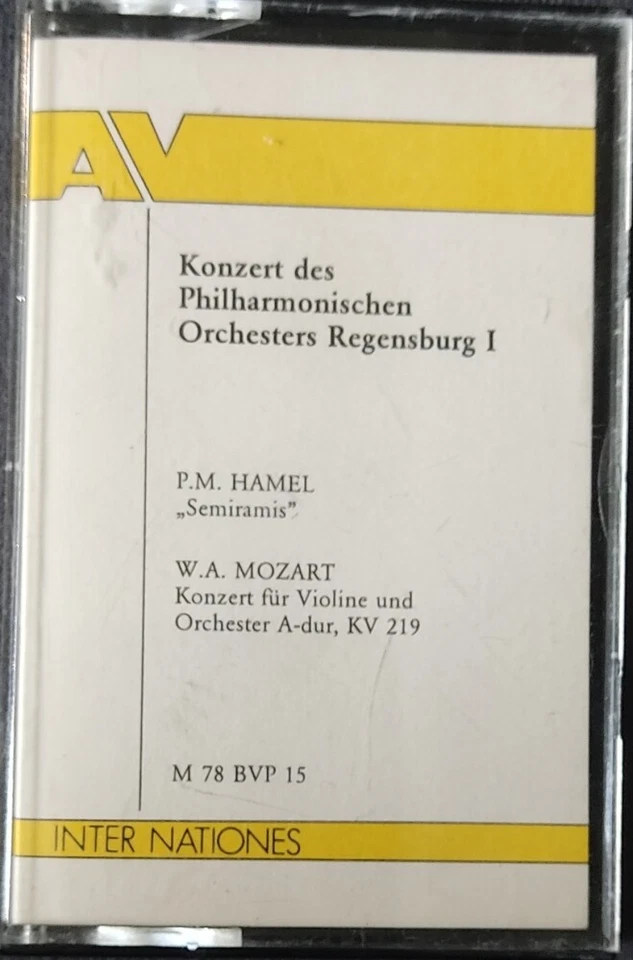 AV
Konzert des
Philharmonischen
Orchesters Regensburg I
P.M. HAMEL
„Semiramis”
W.A. MOZART
Konzert für Violine und
Orchester A-dur, KV 219
M 78 BVP 15
INTER NATIONES